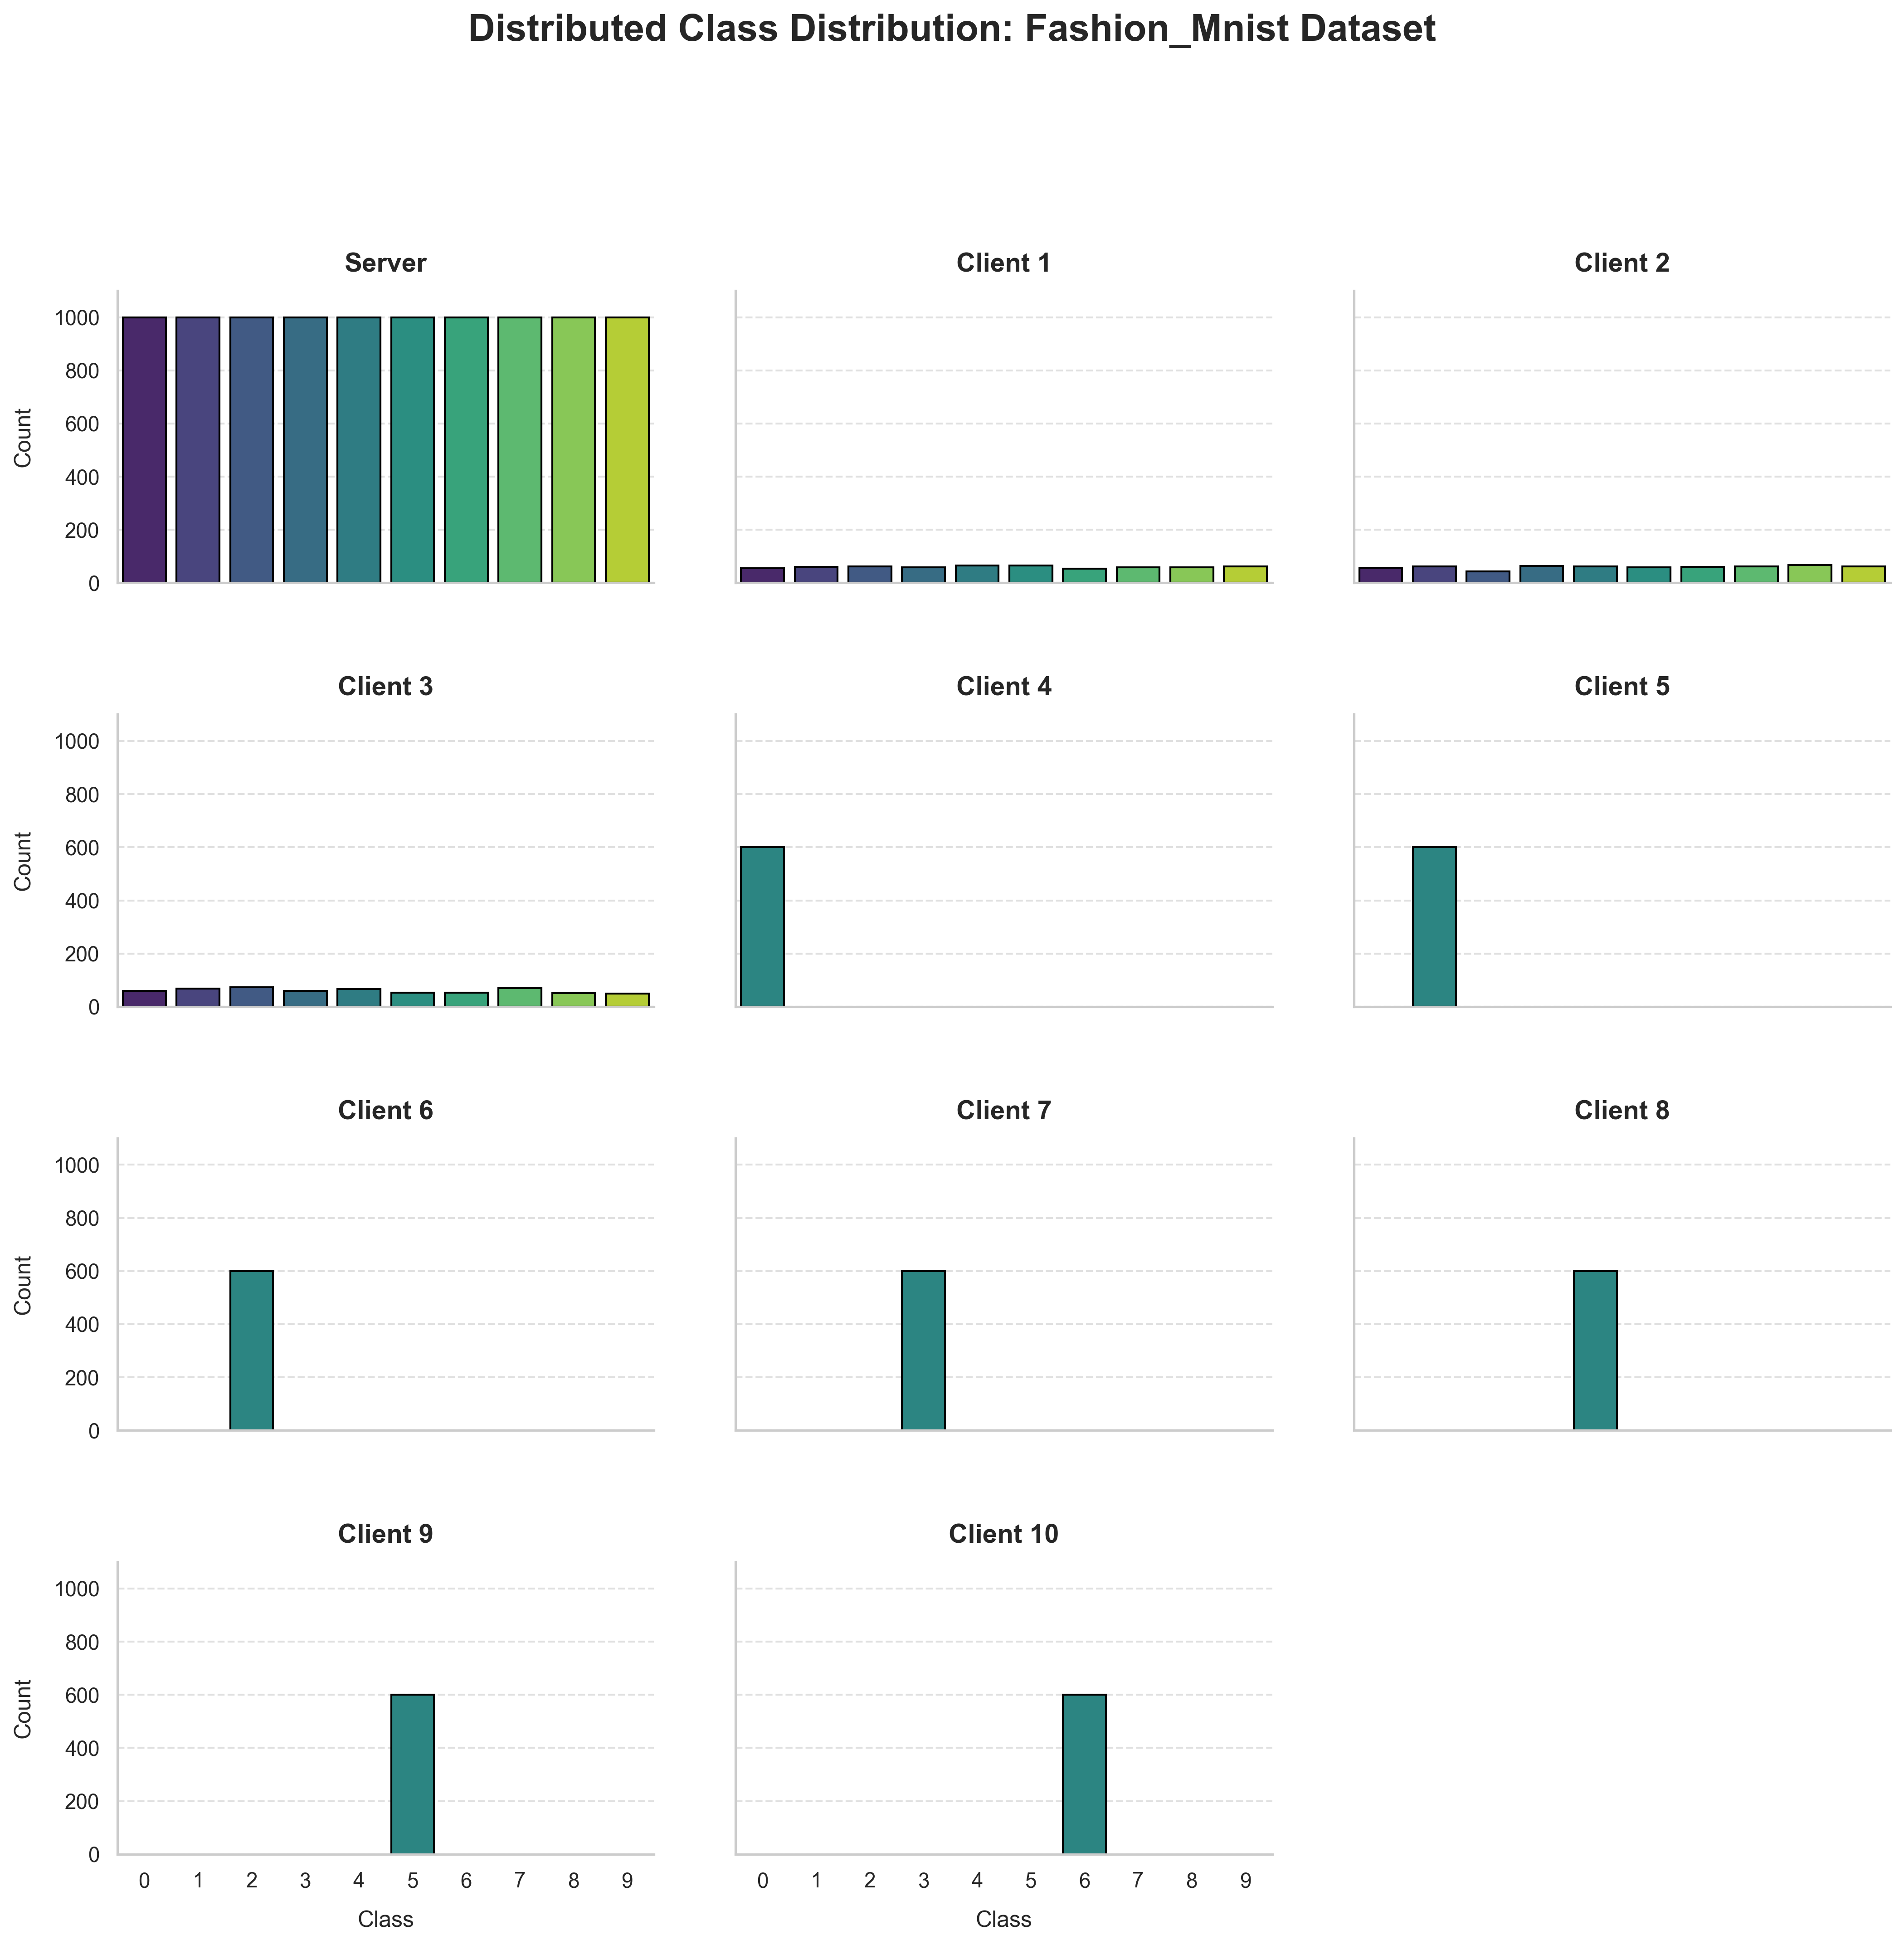 Distributed Class Distribution: Fashion_Mnist Dataset
Server
Client 1
Client 2
1000
800
600
400
200
0
Count
Client 3
Client 4
Client 5
1000
800
600
400
200
0
Count
Client 6
Client 7
Client 8
1000
800
600
400
200
0
Count
Client 9
Client 10
1000
800
600
400
200
0
Count
0 1 2 3 4 5 6 7 8 9
0 1 2 3 4 5 6 7 8 9
Class
Class